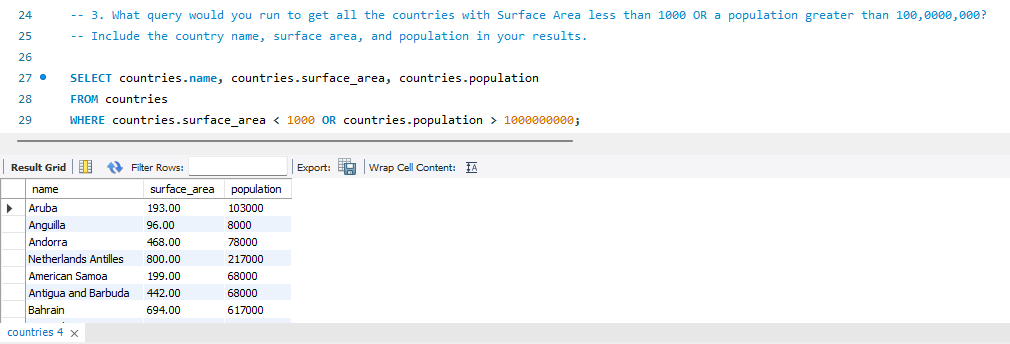 24 -- 3. What query would you run to get all the countries with Surface Area less than 1000 OR a population greater than 100,0000,000?
25 -- Include the country name, surface area, and population in your results.
26
27 SELECT countries.name, countries.surface_area, countries.population
28 FROM countries
29 WHERE countries.surface_area < 1000 OR countries.population > 1000000000;
Result Grid Filter Rows: Export: Wrap Cell Content: IA
name surface_area population
Aruba 193.00 103000
Anguilla 96.00 8000
Andorra 468.00 78000
Netherlands Antilles 800.00 217000
American Samoa 199.00 68000
Antigua and Barbuda 442.00 68000
Bahrain 694.00 617000
countries 4